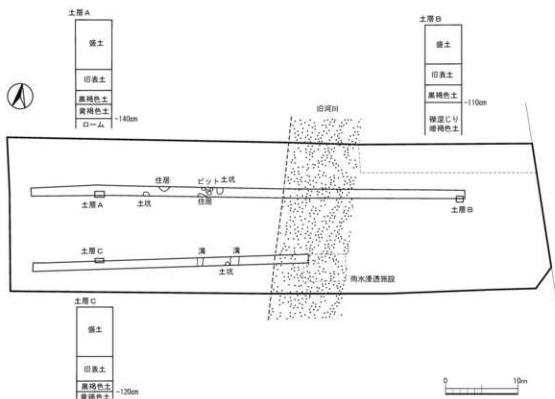 土層A
盛土
旧表土
黒褐色土
黄褐色土
ローム
-140cm
土層B
盛土
旧表土
黒褐色土
-110cm
礫混じり
暗褐色土
旧河川
住居
ピット
土坑
土層A
土坑
住居
土層B
土層C
溝
溝
土坑
雨水浸透施設
土層C
盛土
旧表土
黒褐色土
-120cm
黄褐色土
0